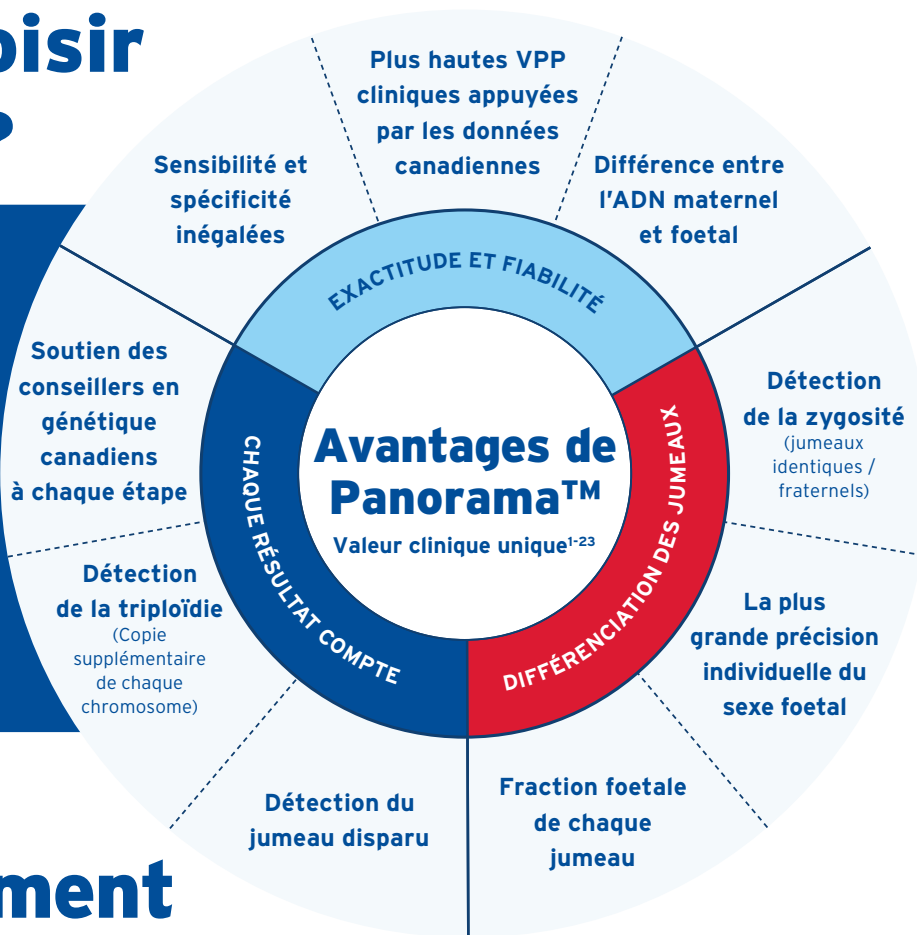 oisir
?
Plus hautes VPP
cliniques appuyées
par les données
canadiennes
Sensibilité et
spécificité
inégalées
Différence entre
l'ADN maternel
et foetal
EXACTITUDE ET FIABILITÉ
Soutien des
conseillers en
génétique
canadiens
à chaque étape
Détection
de la triploïdie
(Copie
supplémentaire
de chaque
chromosome)
Détection du
jumeau disparu
CHAQUE RÉSULTAT COMPTE
Avantages de
Panorama™
Valeur clinique unique¹⁻²³
DIFFÉRENCIATION DES JUMEAUX
Détection
de la zygosité
(jumeaux
identiques /
fraternels)
La plus
grande précision
individuelle du
sexe foetal
Fraction foetale
de chaque
jumeau
ment